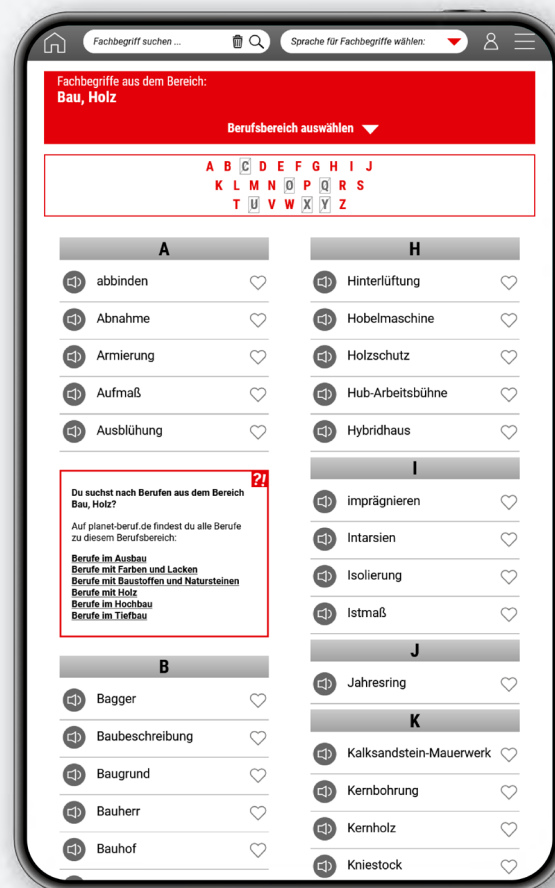 Fachbegriff suchen ...
Sprache für Fachbegriffe wählen:
Fachbegriffe aus dem Bereich:
Bau, Holz
Berufsbereich auswählen
A B C D E F G H I J
K L M N O P Q R S
T U V W X Y Z
A
abbinden
Abnahme
Armierung
Aufmaß
Ausblühung
?!
Du suchst nach Berufen aus dem Bereich
Bau, Holz?
Auf planet-beruf.de findest du alle Berufe
zu diesem Berufsbereich:
Berufe im Ausbau
Berufe mit Farben und Lacken
Berufe mit Baustoffen und Natursteinen
Berufe mit Holz
Berufe im Hochbau
Berufe im Tiefbau
B
Bagger
Baubeschreibung
Baugrund
Bauherr
Bauhof
H
Hinterlüftung
Hobelmaschine
Holzschutz
Hub-Arbeitsbühne
Hybridhaus
I
imprägnieren
Intarsien
Isolierung
Istmaß
J
Jahresring
K
Kalksandstein-Mauerwerk
Kernbohrung
Kernholz
Kniestock